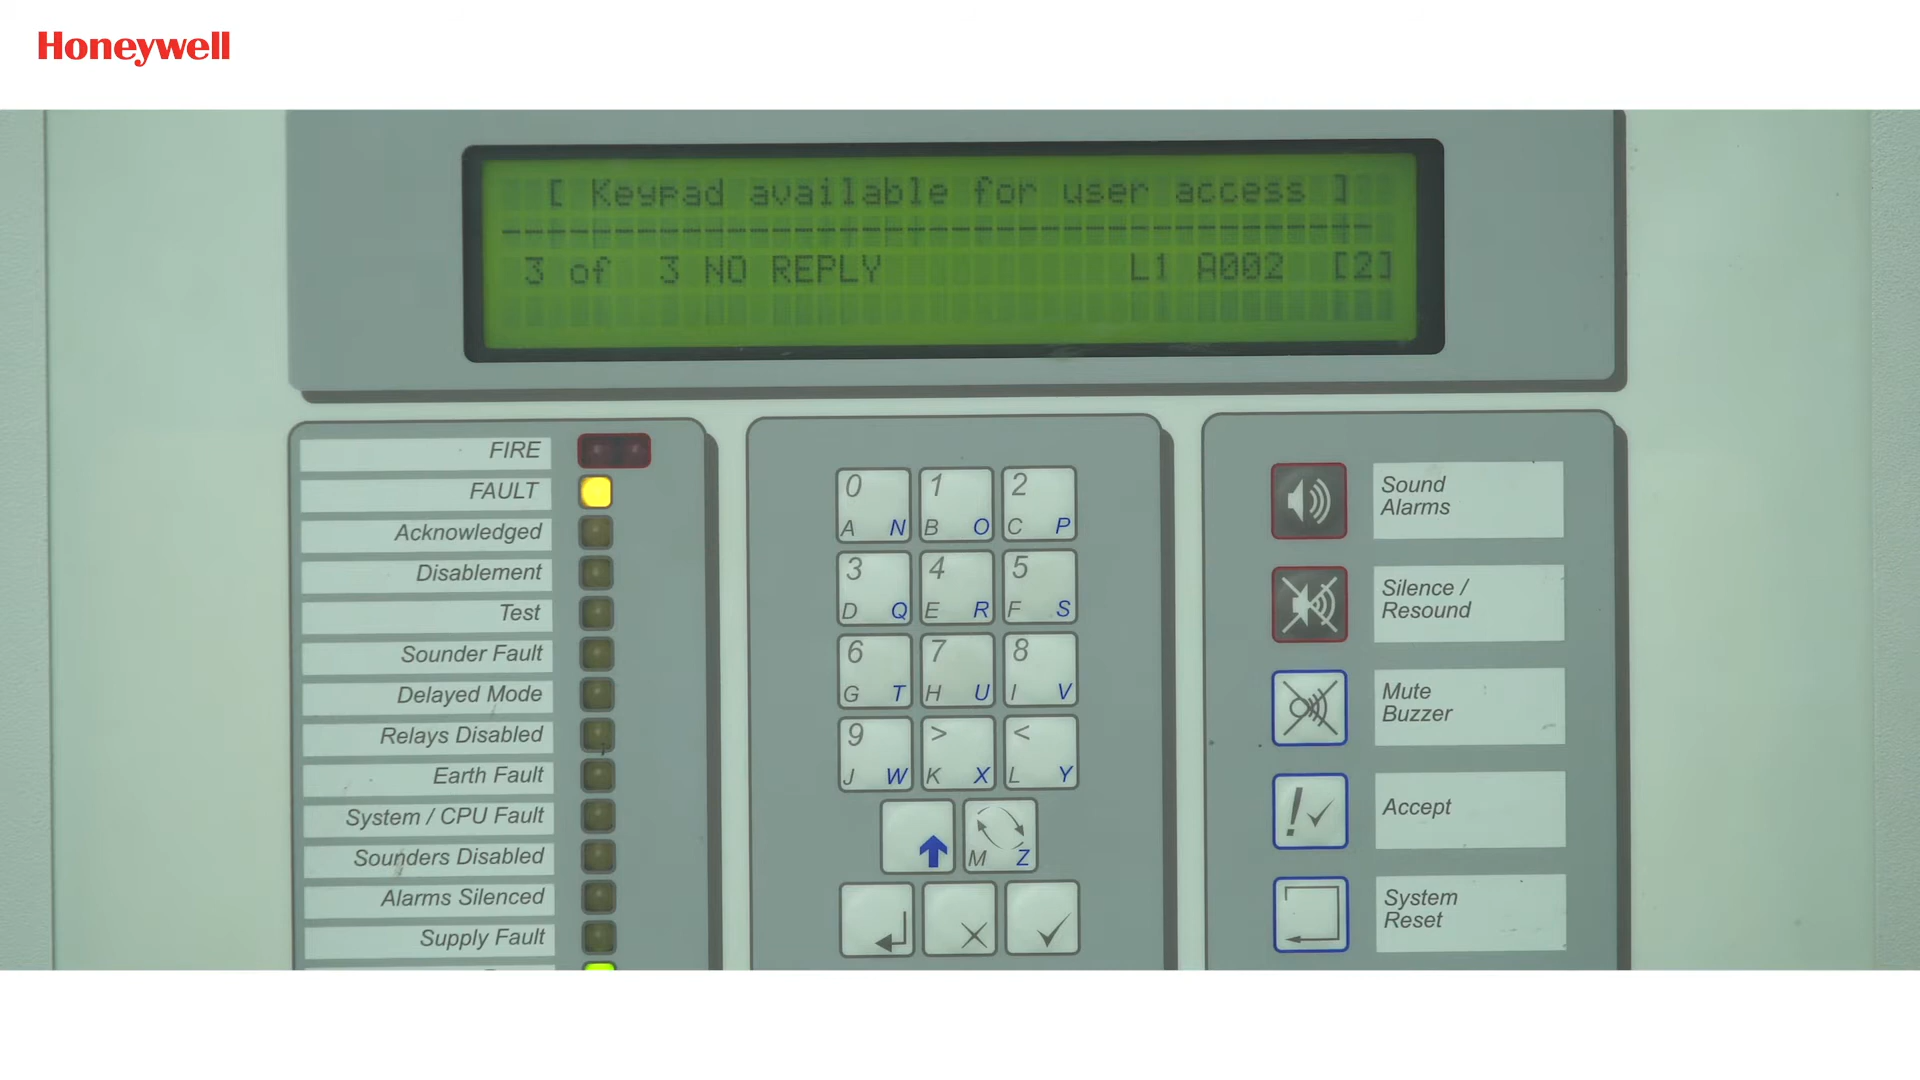 Honeywell
[ Keypad available for user access ]
--------------------------------------
3 of 3 NO REPLY L1 A002 [2]
FIRE
FAULT
Acknowledged
Disablement
Test
Sounder Fault
Delayed Mode
Relays Disabled
Earth Fault
System / CPU Fault
Sounders Disabled
Alarms Silenced
Supply Fault
0 A N
1 B O
2 C P
3 D Q
4 E R
5 F S
6 G T
7 H U
8 I V
9 J W
> K X
< L Y
M Z
Sound
Alarms
Silence /
Resound
Mute
Buzzer
Accept
System
Reset